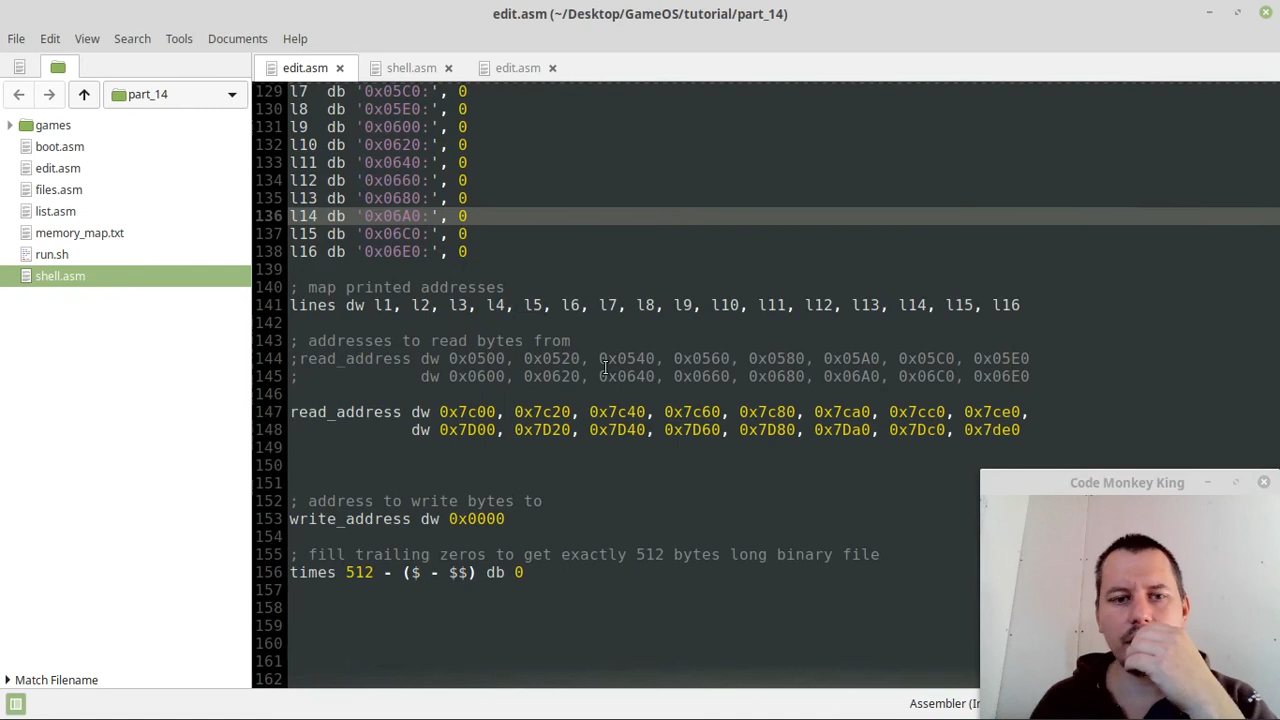 edit.asm (~/Desktop/GameOS/tutorial/part_14)
File Edit View Search Tools Documents Help
edit.asm shell.asm edit.asm
part_14
games
boot.asm
edit.asm
files.asm
list.asm
memory_map.txt
run.sh
shell.asm
129 l7 db '0x05C0:', 0
130 l8 db '0x05E0:', 0
131 l9 db '0x0600:', 0
132 l10 db '0x0620:', 0
133 l11 db '0x0640:', 0
134 l12 db '0x0660:', 0
135 l13 db '0x0680:', 0
136 l14 db '0x06A0:', 0
137 l15 db '0x06C0:', 0
138 l16 db '0x06E0:', 0
139
140 ; map printed addresses
141 lines dw l1, l2, l3, l4, l5, l6, l7, l8, l9, l10, l11, l12, l13, l14, l15, l16
142
143 ; addresses to read bytes from
144 ;read_address dw 0x0500, 0x0520, 0x0540, 0x0560, 0x0580, 0x05A0, 0x05C0, 0x05E0
145 ; dw 0x0600, 0x0620, 0x0640, 0x0660, 0x0680, 0x06A0, 0x06C0, 0x06E0
146
147 read_address dw 0x7c00, 0x7c20, 0x7c40, 0x7c60, 0x7c80, 0x7ca0, 0x7cc0, 0x7ce0,
148 dw 0x7D00, 0x7D20, 0x7D40, 0x7D60, 0x7D80, 0x7Da0, 0x7Dc0, 0x7de0
149
150
151
152 ; address to write bytes to
153 write_address dw 0x0000
154
155 ; fill trailing zeros to get exactly 512 bytes long binary file
156 times 512 - ($ - $$) db 0
157
158
159
160
161
162
Code Monkey King
Match Filename
Assembler (In